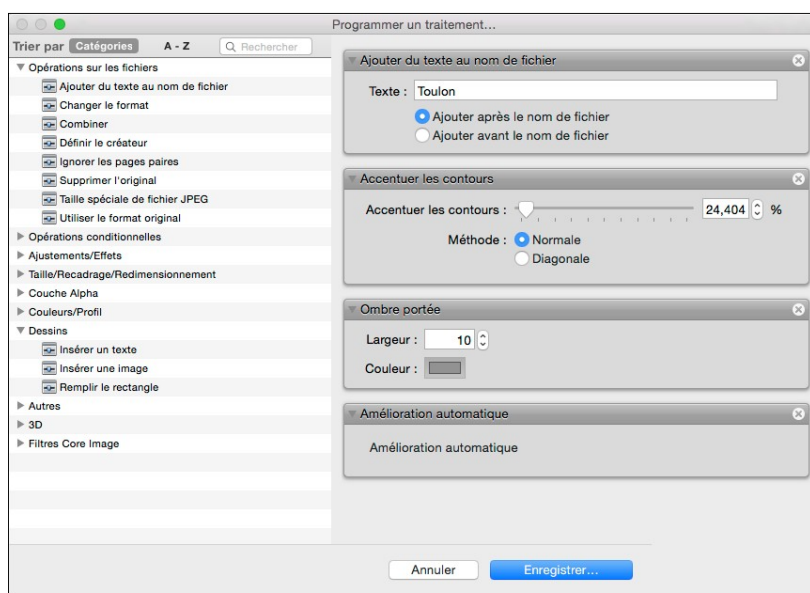 Programmer un traitement...
Trier par Catégories A - Z Rechercher
Opérations sur les fichiers
Ajouter du texte au nom de fichier
Changer le format
Combiner
Définir le créateur
Ignorer les pages paires
Supprimer l'original
Taille spéciale de fichier JPEG
Utiliser le format original
Opérations conditionnelles
Ajustements/Effets
Taille/Recadrage/Redimensionnement
Couche Alpha
Couleurs/Profil
Dessins
Insérer un texte
Insérer une image
Remplir le rectangle
Autres
3D
Filtres Core Image
Ajouter du texte au nom de fichier
Texte : Toulon
Ajouter après le nom de fichier
Ajouter avant le nom de fichier
Accentuer les contours
Accentuer les contours : 24,404 %
Méthode : Normale
Diagonale
Ombre portée
Largeur : 10
Couleur :
Amélioration automatique
Amélioration automatique
Annuler Enregistrer...